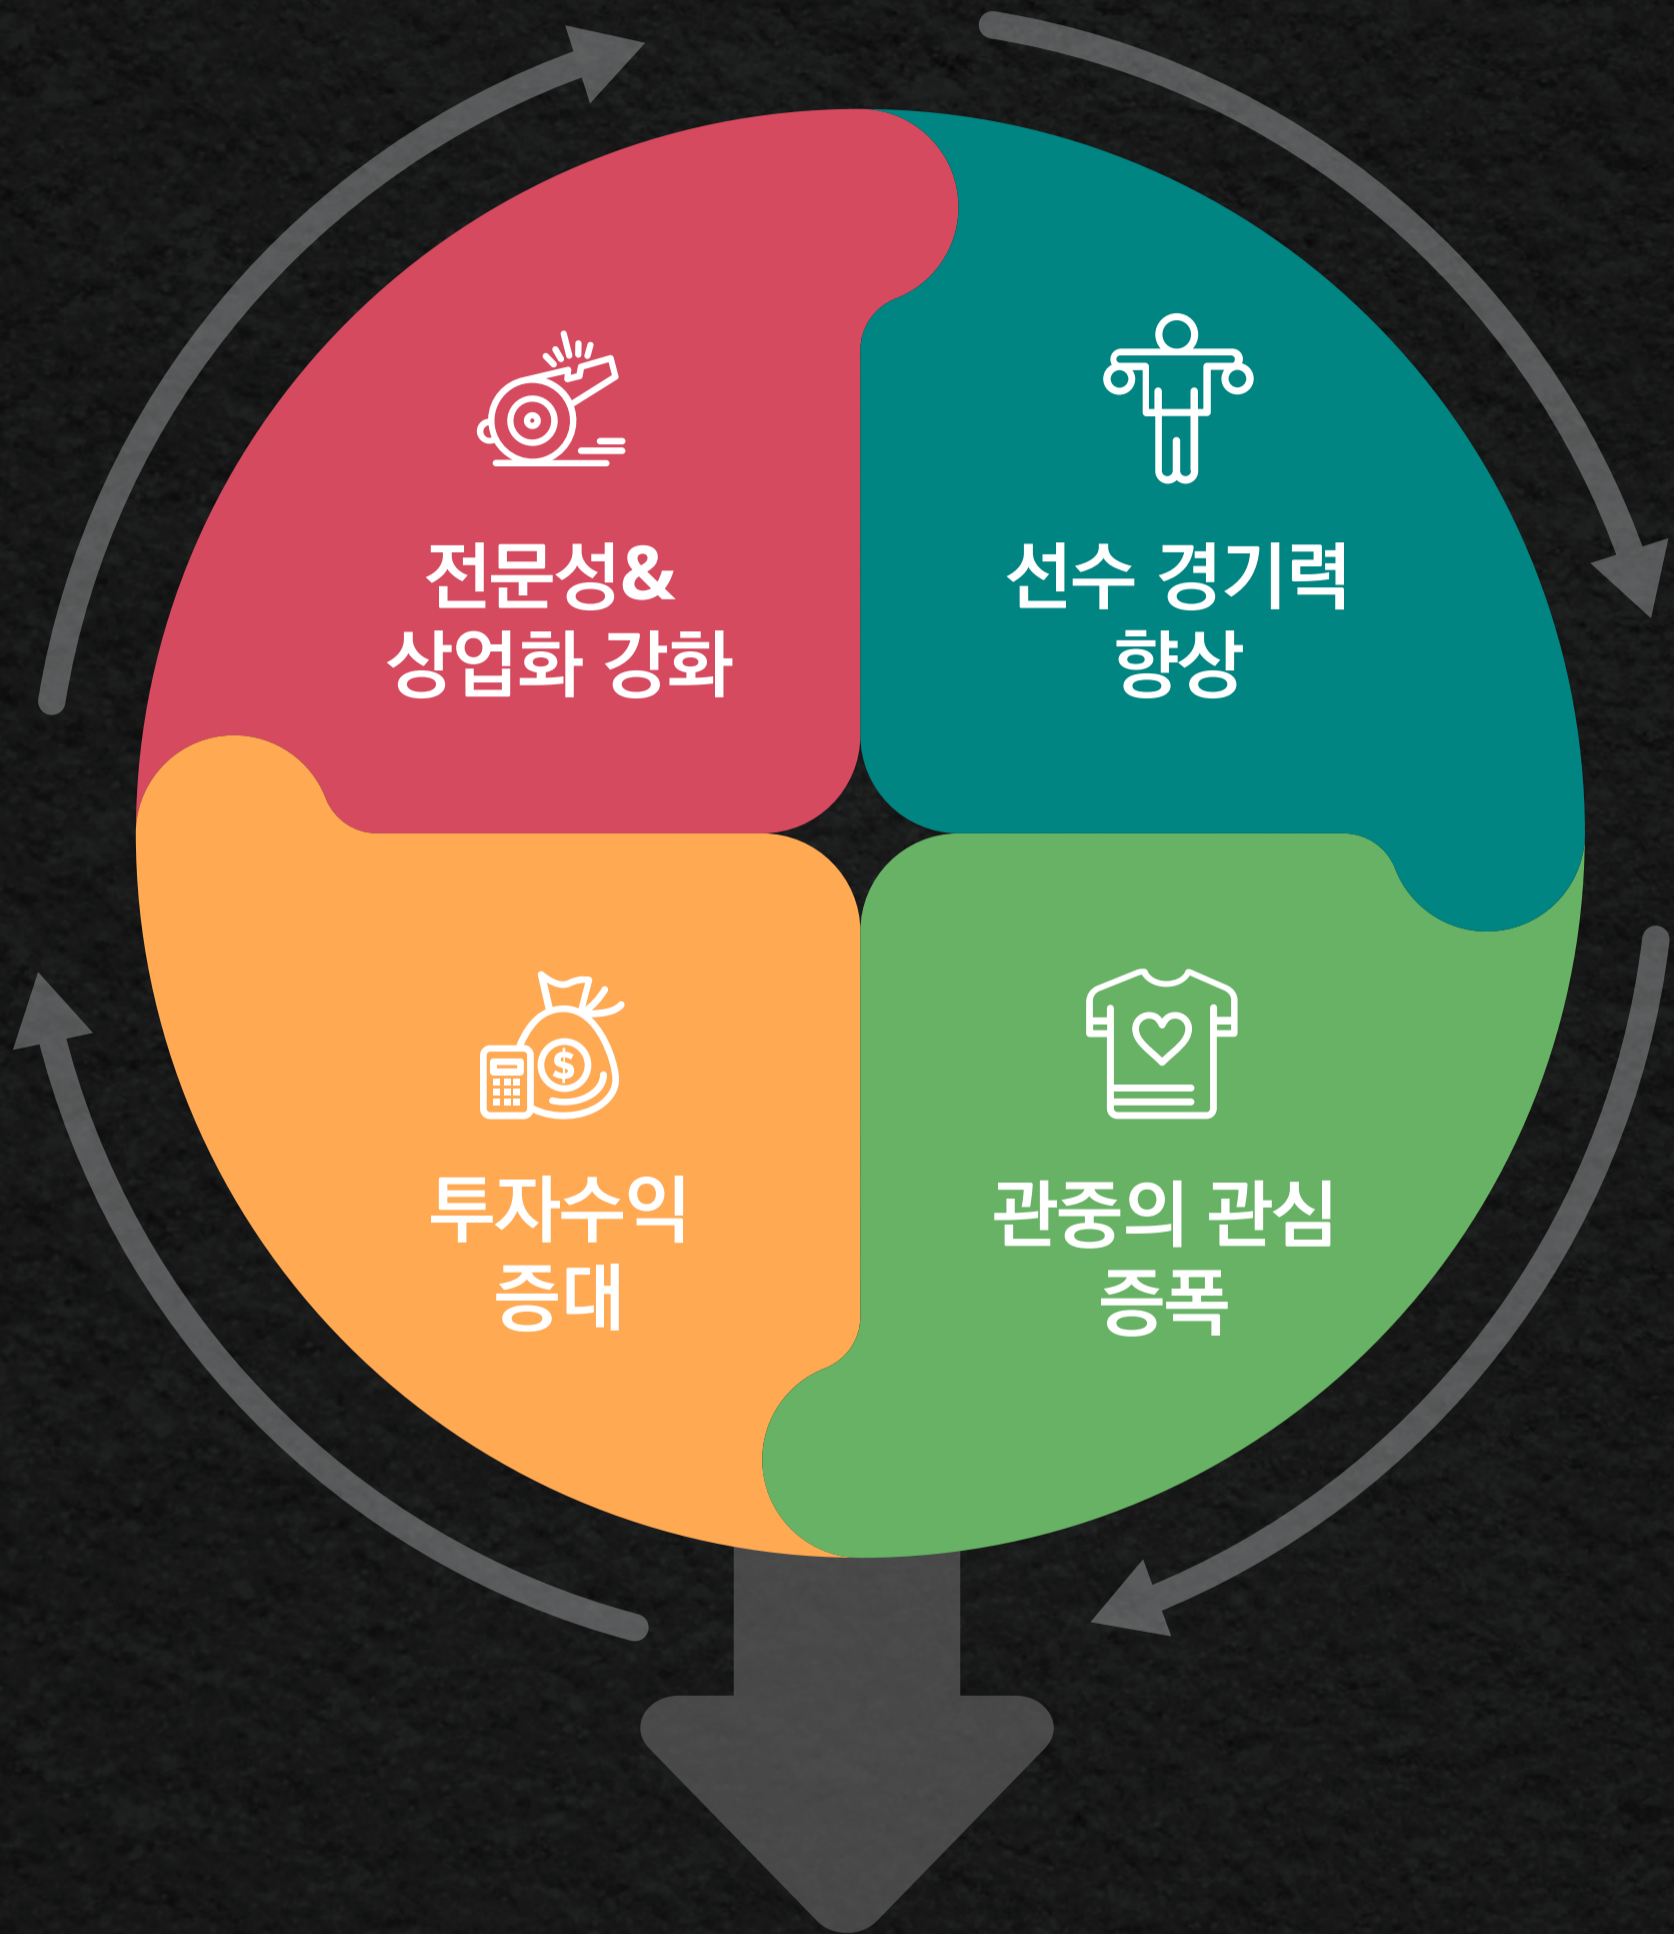 전문성&
상업화 강화
선수 경기력
향상
투자수익
증대
관중의 관심
증폭
$